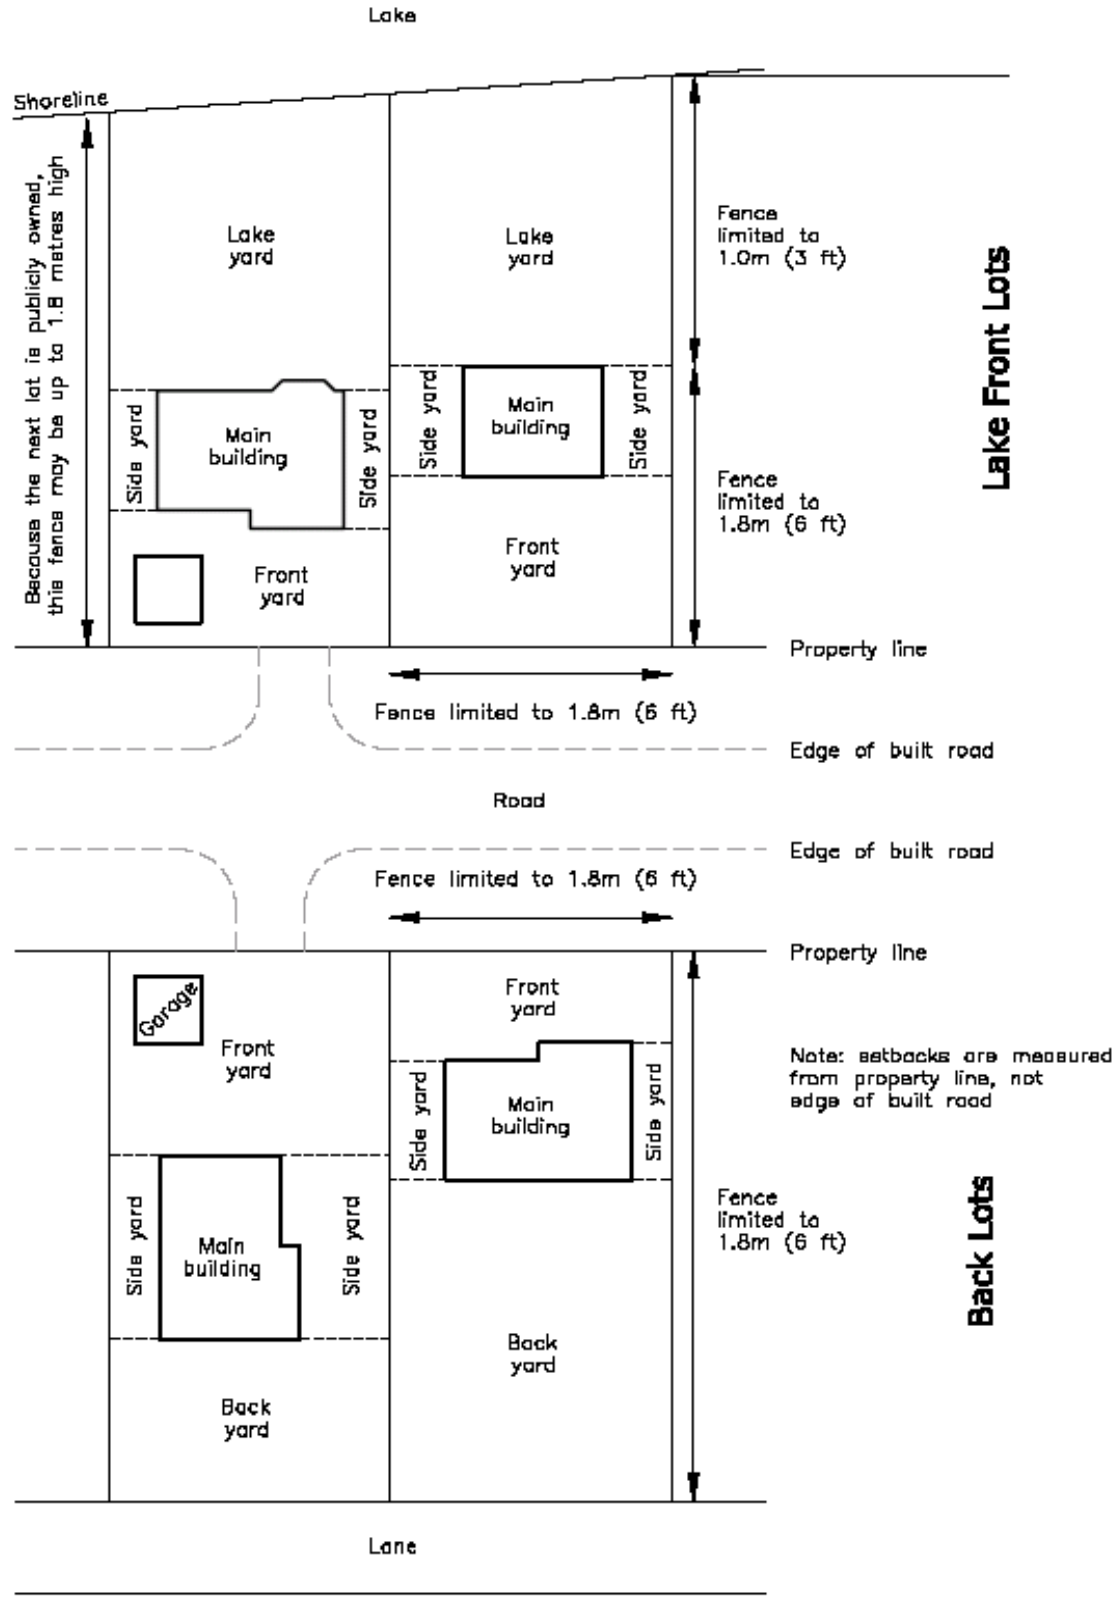 Lake
Shoreline
Because the next lot is publicly owned,
this fence may be up to 1.8 metres high
Lake
yard
Lake
yard
Fence
limited to
1.0m (3 ft)
Lake Front Lots
Side yard
Main
building
Side yard
Side yard
Main
building
Side yard
Fence
limited to
1.8m (6 ft)
Front
yard
Front
yard
Property line
Fence limited to 1.8m (6 ft)
Edge of built road
Road
Edge of built road
Fence limited to 1.8m (6 ft)
Property line
Garage
Front
yard
Front
yard
Note: setbacks are measured
from property line, not
edge of built road
Side yard
Main
building
Side yard
Side yard
Main
building
Side yard
Fence
limited to
1.8m (6 ft)
Back Lots
Back
yard
Back
yard
Lane